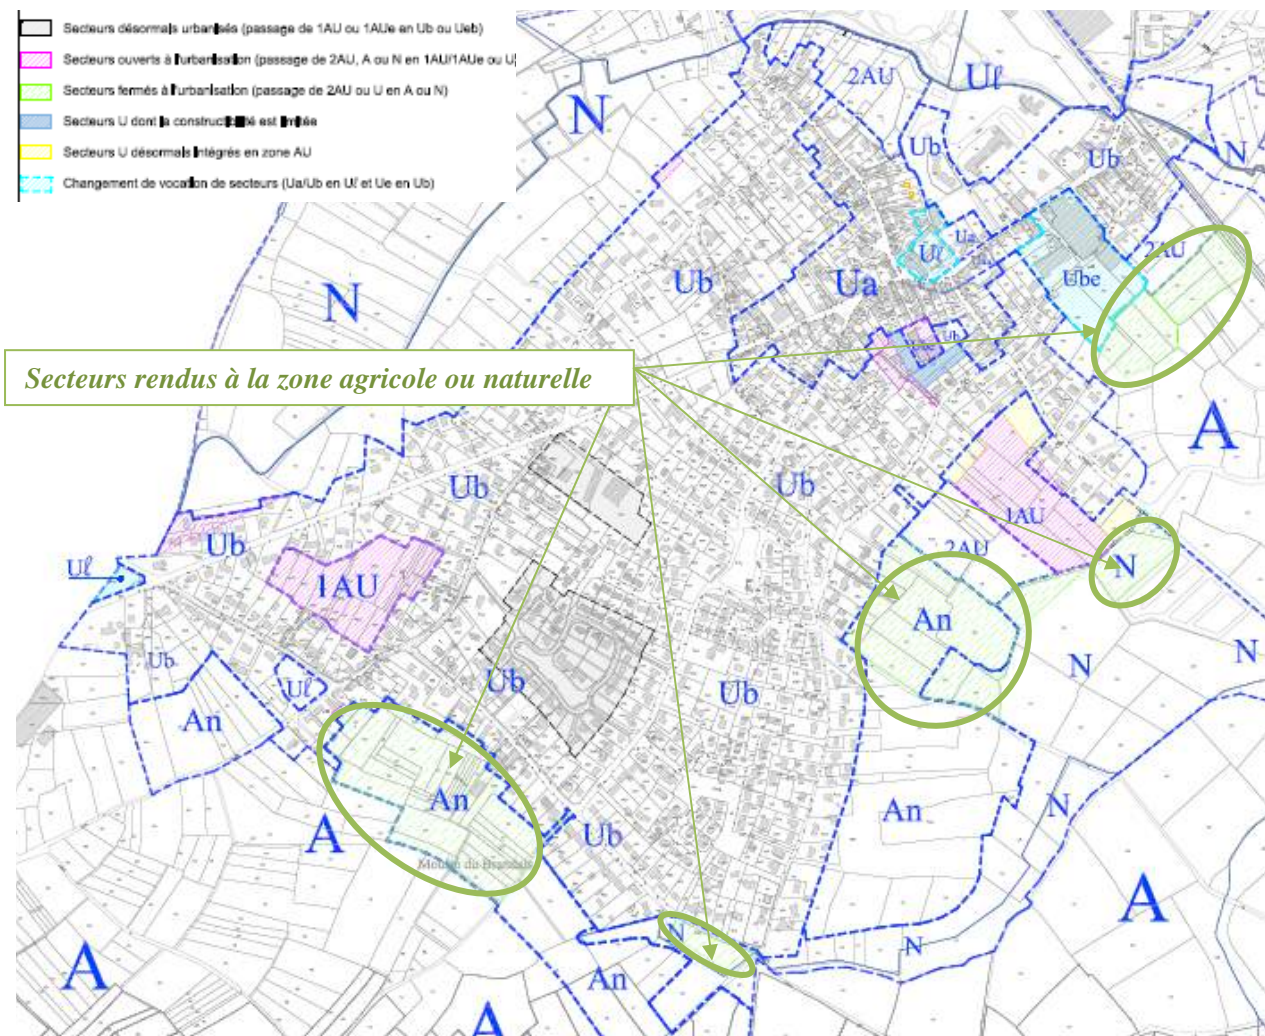 Secteurs désormais urbanisés (passage de 1AU ou 1AUe en Ub ou Ueb)
Secteurs ouverts à l'urbanisation (passage de 2AU, A ou N en 1AU/1AUe ou U
Secteurs fermés à l'urbanisation (passage de 2AU ou U en A ou N)
Secteurs U dont la constructibilité est limitée
Secteurs U désormais intégrés en zone AU
Changement de vocation de secteurs (Ua/Ub en Uℓ et Ue en Ub)
2AU
Uℓ
N
Ub
Ub
N
Ua
Uℓ
2AU
Ub
Ua
Ube
N
Ub
Secteurs rendus à la zone agricole ou naturelle
A
Ub
Ub
1AU
Ub
2AU
Uℓ
1AU
N
An
Ub
N
N
Uℓ
Ub
Ub
An
An
An
N
A
Ub
Moulin du
A
N
N
A
An
A